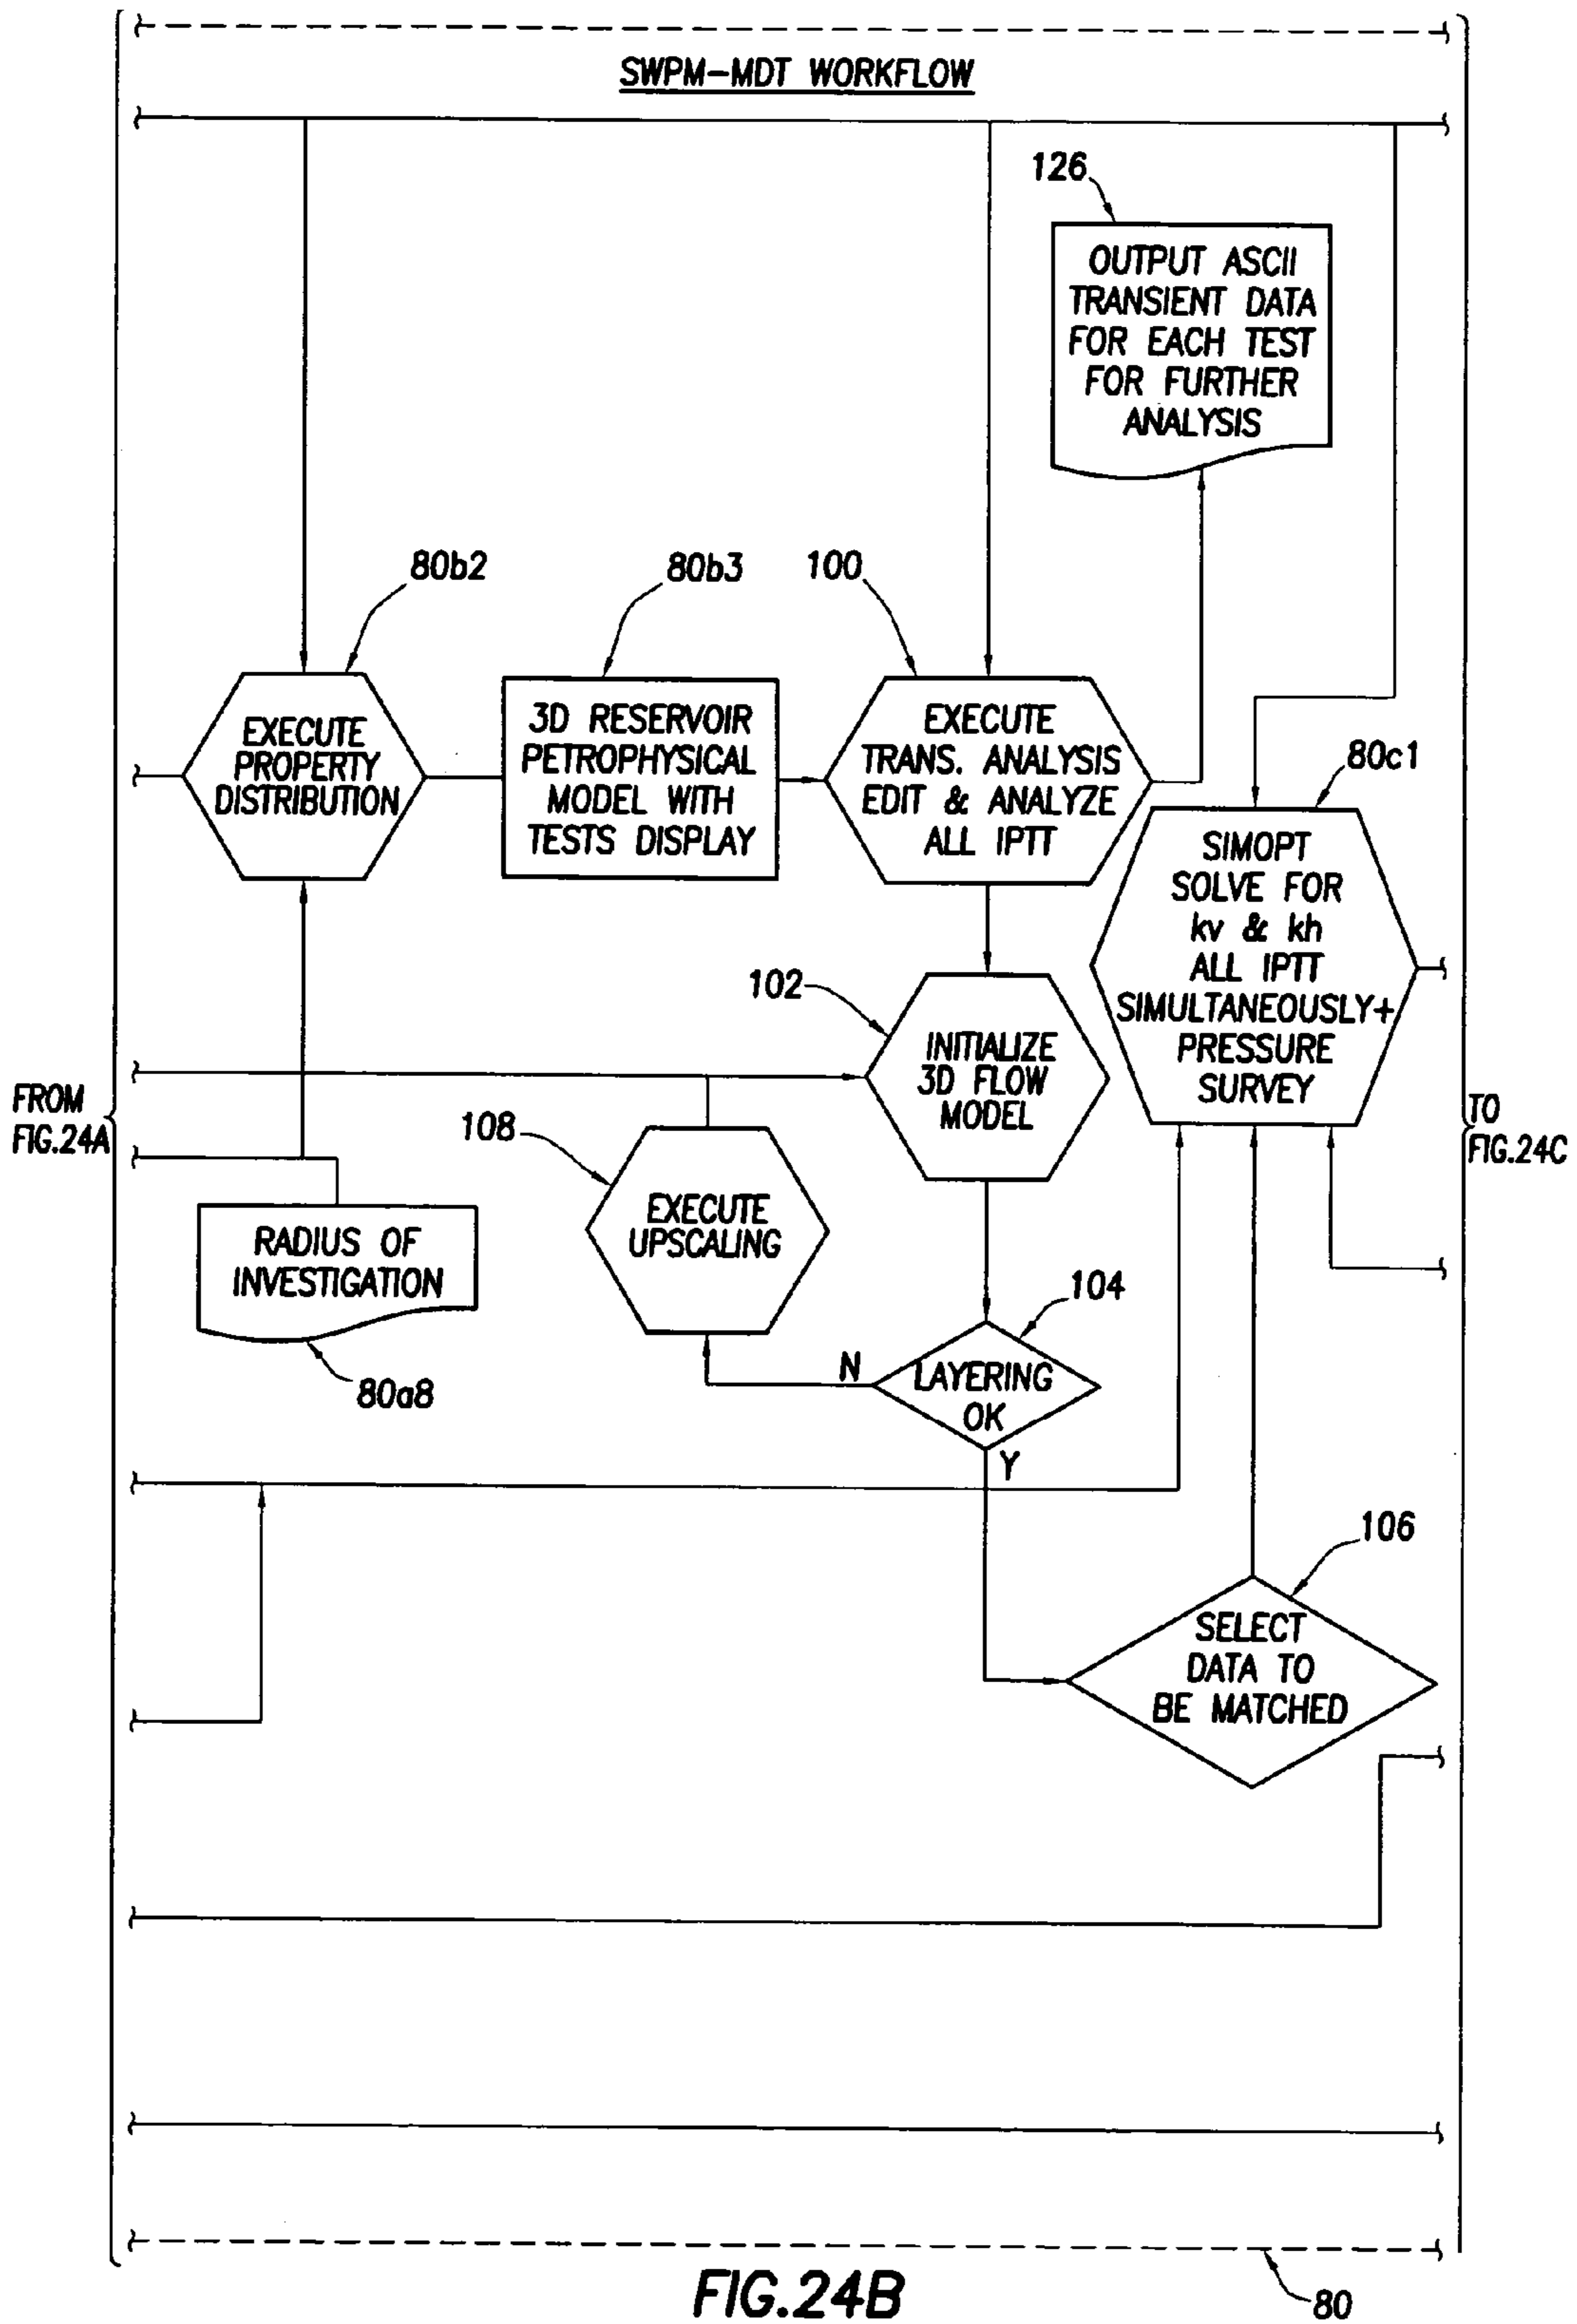 SWPM-MDT WORKFLOW
126
OUTPUT ASCII
TRANSIENT DATA
FOR EACH TEST
FOR FURTHER
ANALYSIS
80b2
80b3
100
EXECUTE
PROPERTY
DISTRIBUTION
3D RESERVOIR
PETROPHYSICAL
MODEL WITH
TESTS DISPLAY
EXECUTE
TRANS. ANALYSIS
EDIT & ANALYZE
ALL IPTT
80c1
SIMOPT
SOLVE FOR
kv & kh
ALL IPTT
SIMULTANEOUSLY+
PRESSURE
SURVEY
102
INITIALIZE
3D FLOW
MODEL
FROM
FIG.24A
TO
FIG.24C
108
EXECUTE
UPSCALING
RADIUS OF
INVESTIGATION
80a8
104
N
LAYERING
OK
Y
106
SELECT
DATA TO
BE MATCHED
80
FIG.24B